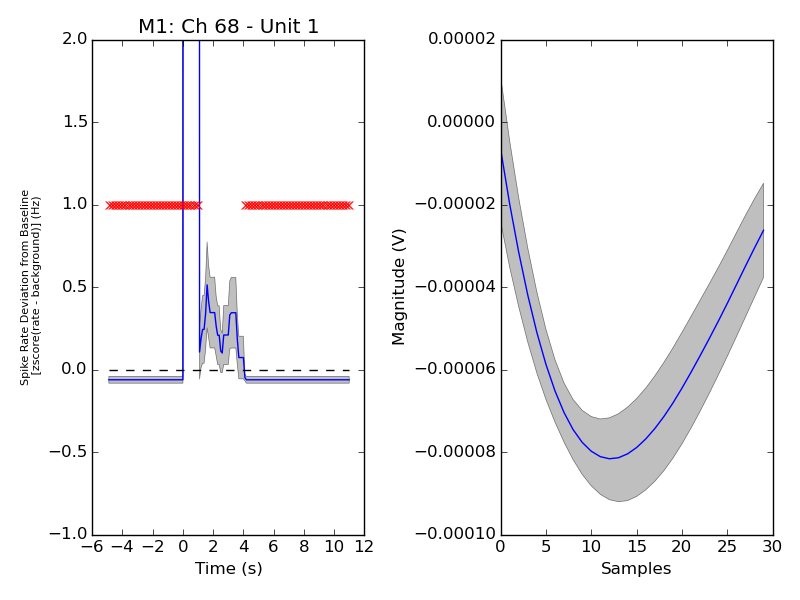 M1: Ch 68 - Unit 1
2.0
1.5
1.0
0.5
0.0
−0.5
−1.0
−6 −4 −2 0 2 4 6 8 10 12
Time (s)
Spike Rate Deviation from Baseline
[zscore(rate - background)] (Hz)
0.00002
0.00000
−0.00002
−0.00004
−0.00006
−0.00008
−0.00010
0 5 10 15 20 25 30
Samples
Magnitude (V)